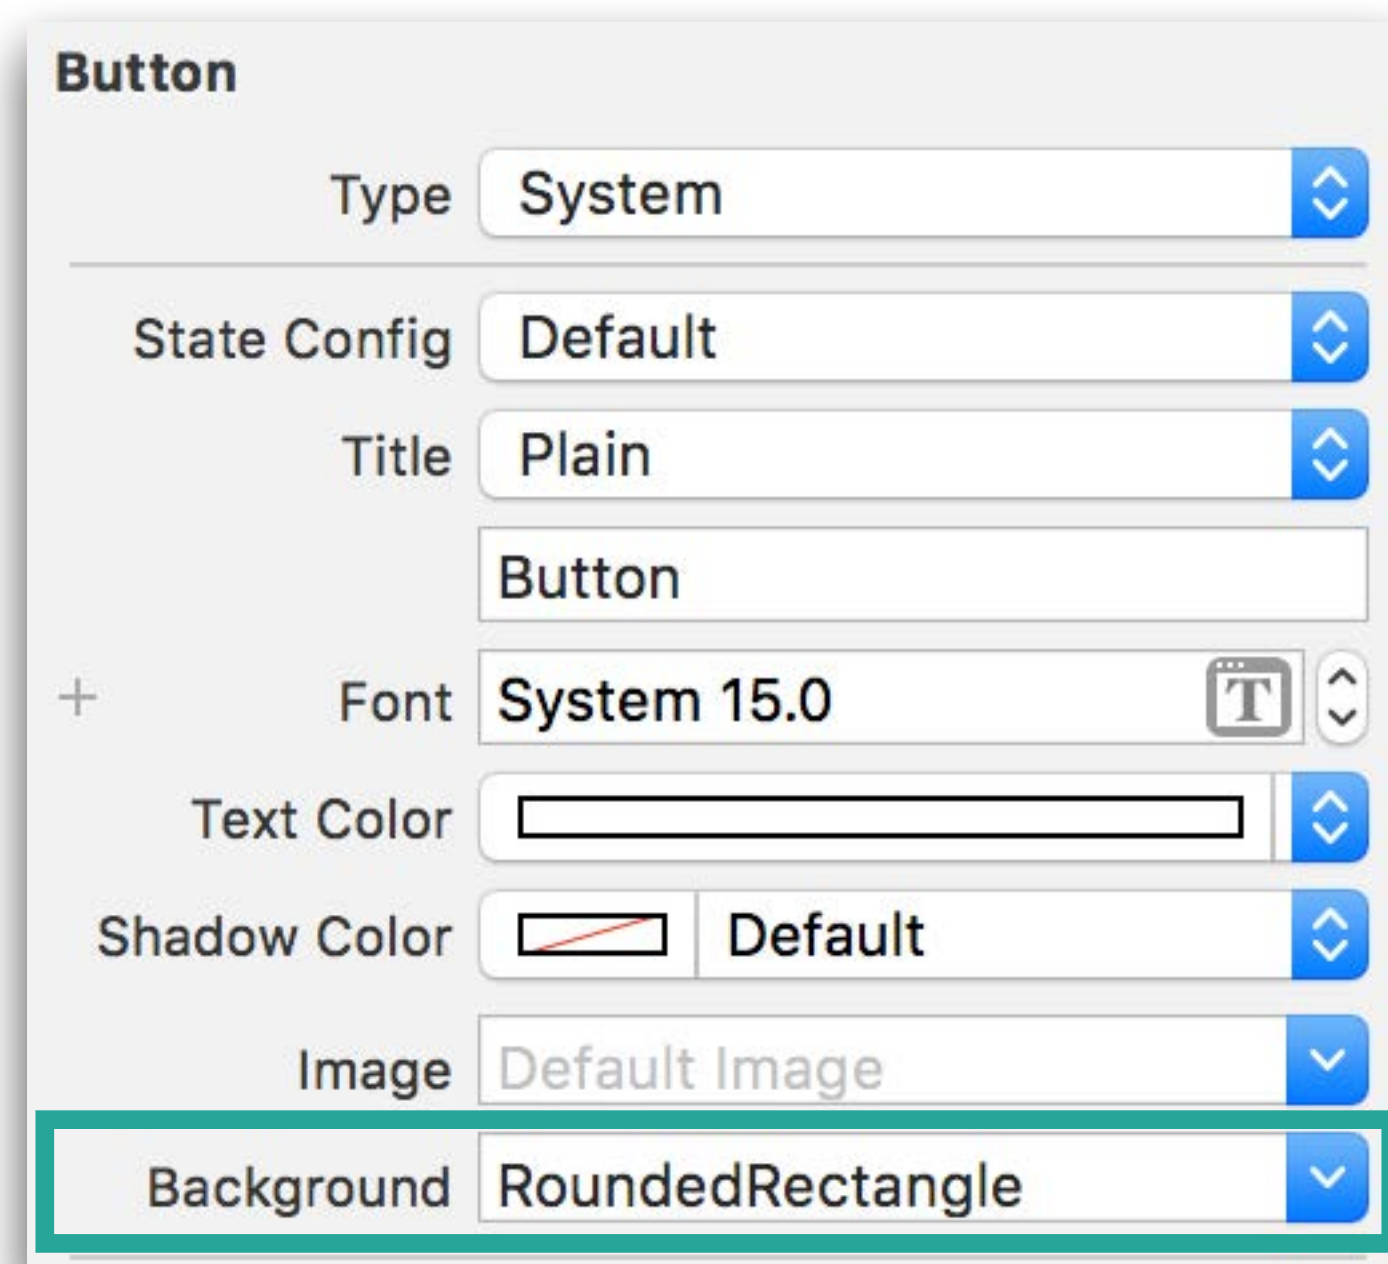 Button
Type System
State Config Default
Title Plain
Button
+ Font System 15.0 T
Text Color
Shadow Color Default
Image Default Image
Background RoundedRectangle